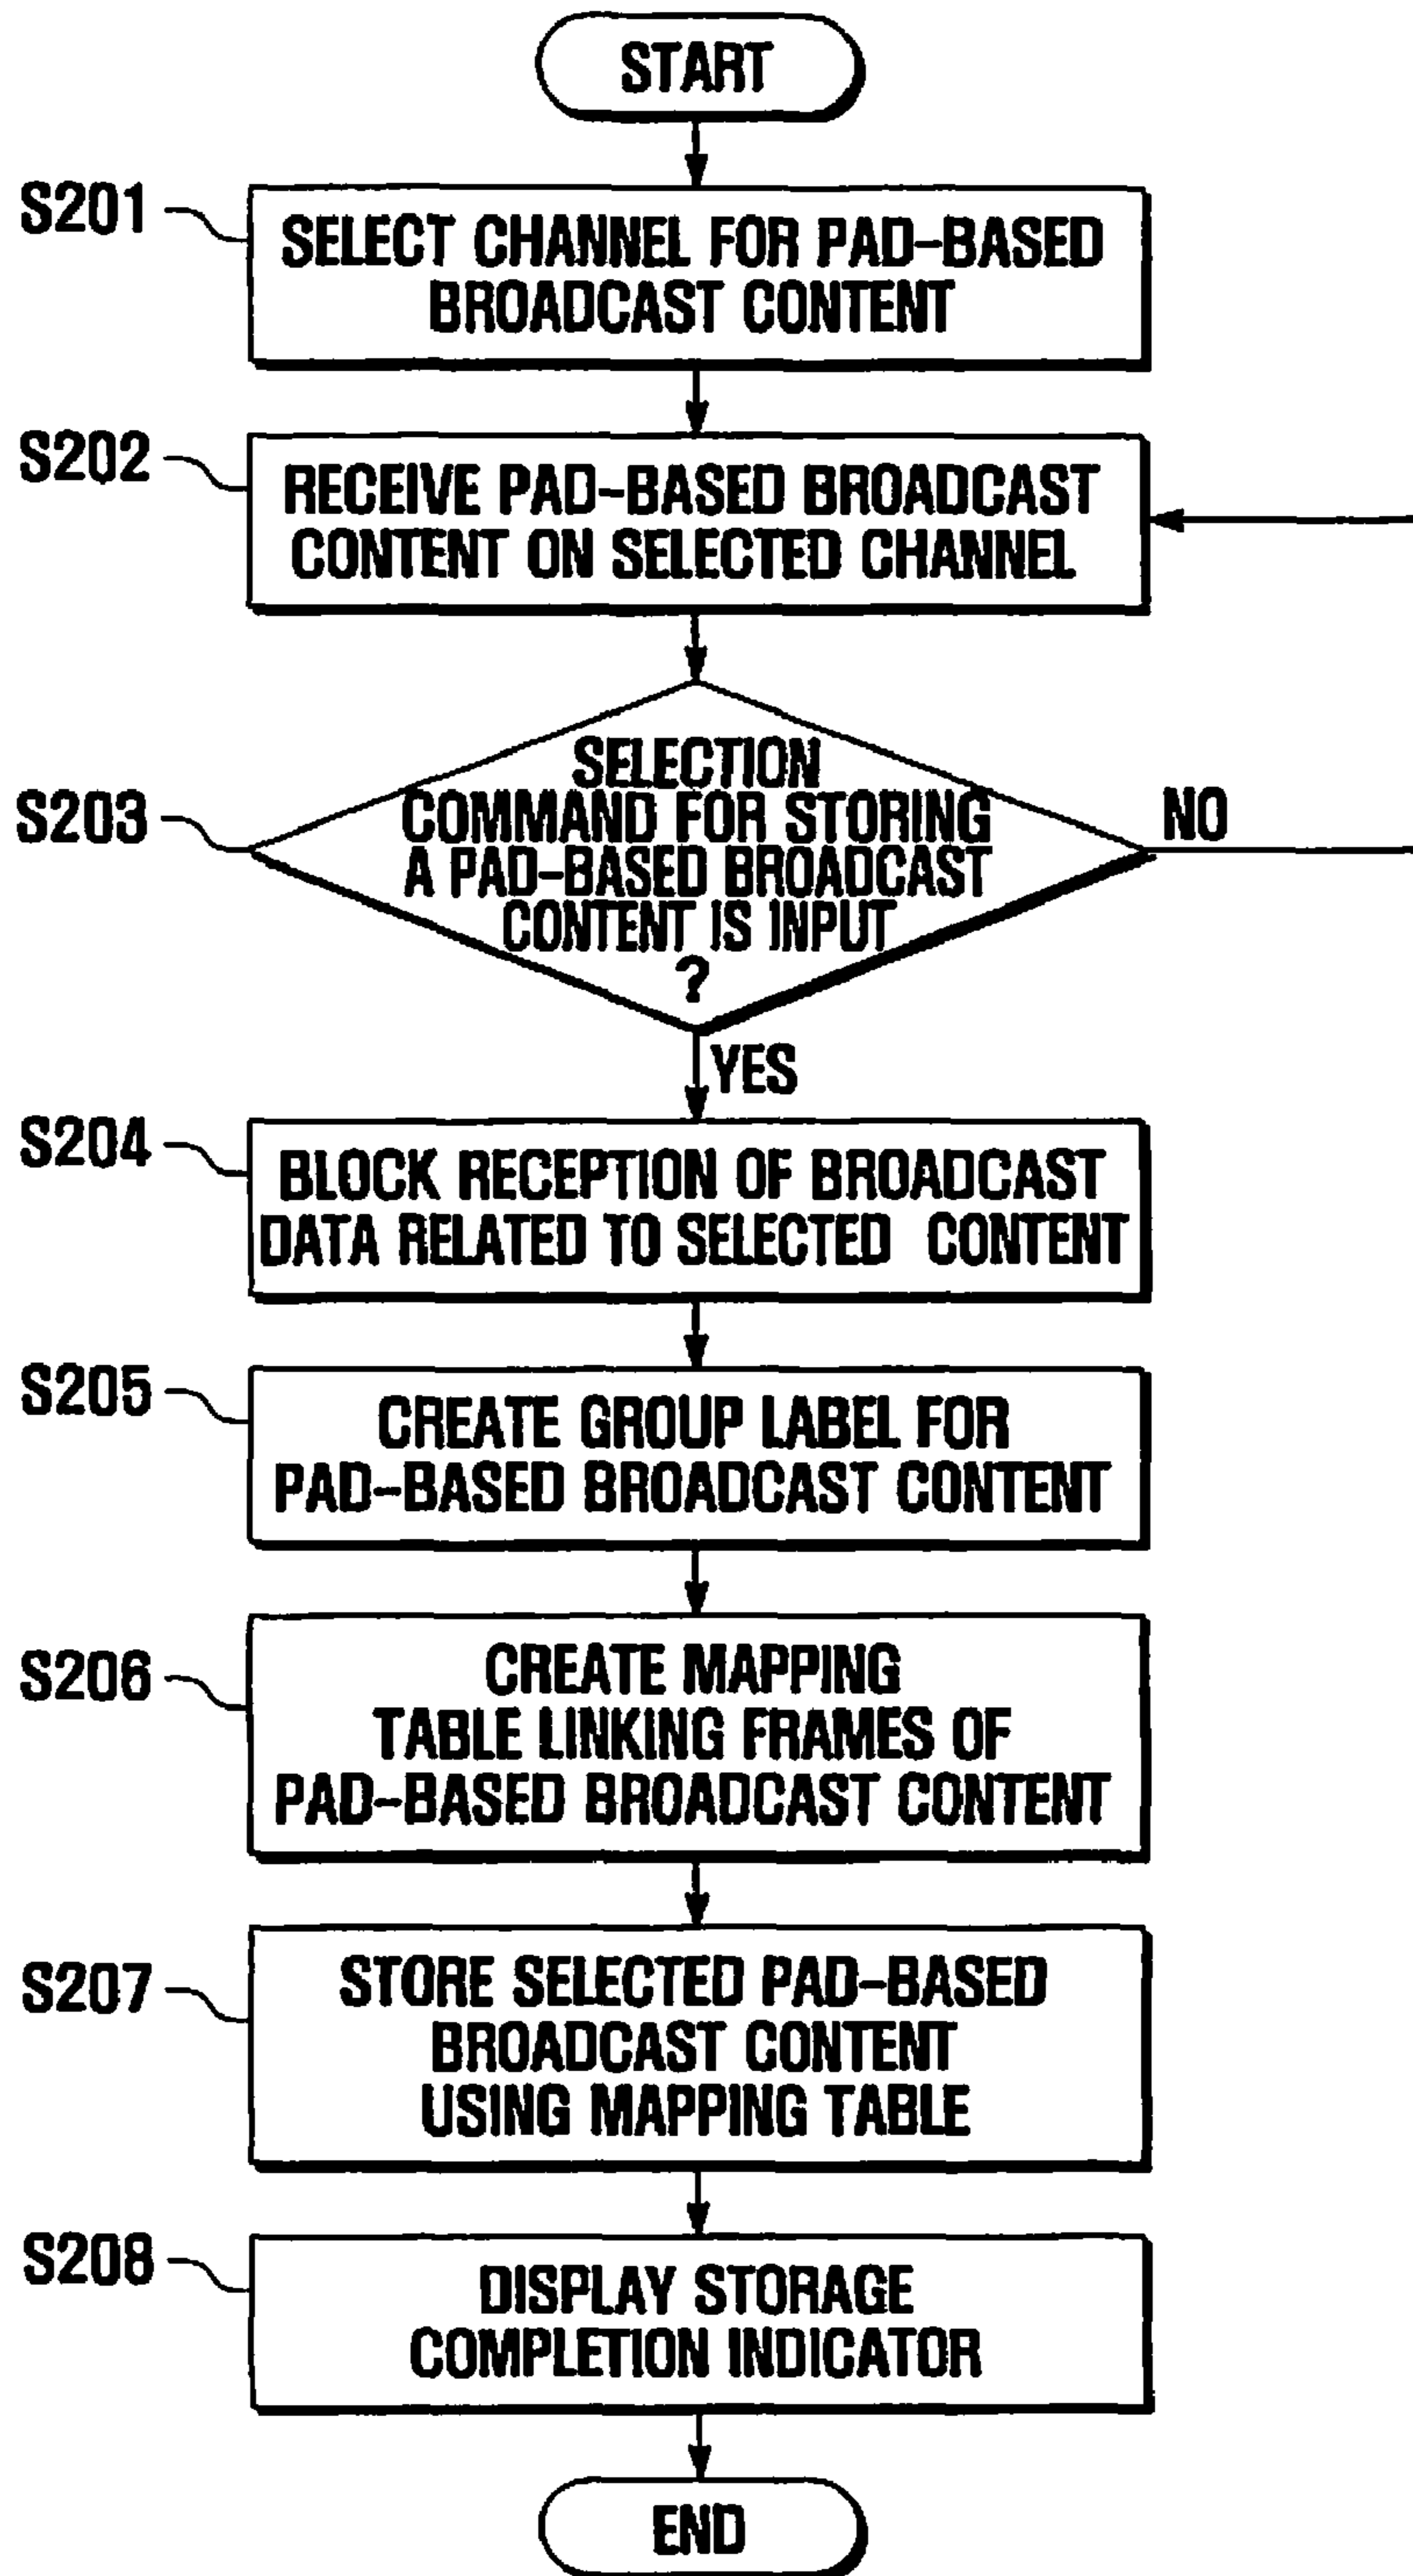 START
S201
SELECT CHANNEL FOR PAD-BASED
BROADCAST CONTENT
S202
RECEIVE PAD-BASED BROADCAST
CONTENT ON SELECTED CHANNEL
S203
SELECTION
COMMAND FOR STORING
A PAD-BASED BROADCAST
CONTENT IS INPUT
?
NO
YES
S204
BLOCK RECEPTION OF BROADCAST
DATA RELATED TO SELECTED CONTENT
S205
CREATE GROUP LABEL FOR
PAD-BASED BROADCAST CONTENT
S206
CREATE MAPPING
TABLE LINKING FRAMES OF
PAD-BASED BROADCAST CONTENT
S207
STORE SELECTED PAD-BASED
BROADCAST CONTENT
USING MAPPING TABLE
S208
DISPLAY STORAGE
COMPLETION INDICATOR
END